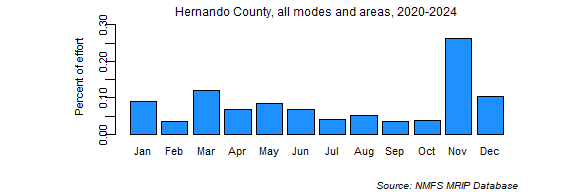 Hernando County, all modes and areas, 2020-2024
Percent of effort
0.30
0.20
0.10
0.00
Jan Feb Mar Apr May Jun Jul Aug Sep Oct Nov Dec
Source: NMFS MRIP Database